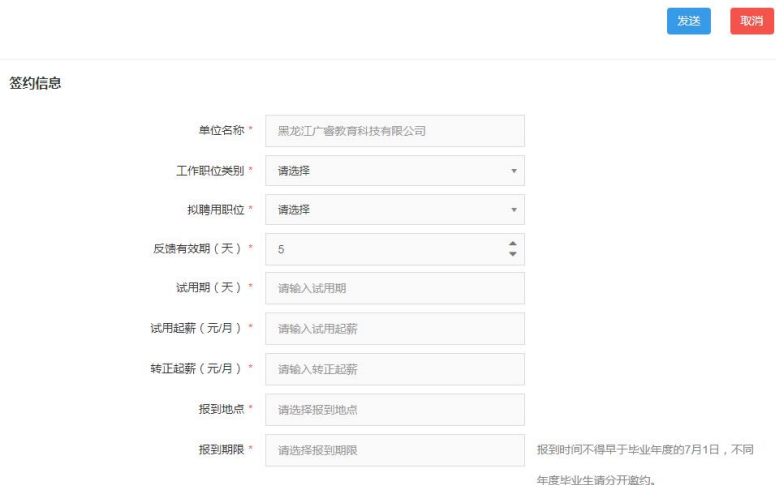 发送 取消
签约信息
单位名称 * 黑龙江广睿教育科技有限公司
工作职位类别 * 请选择
拟聘用职位 * 请选择
反馈有效期（天） * 5
试用期（天） * 请输入试用期
试用起薪（元/月） * 请输入试用起薪
转正起薪（元/月） * 请输入转正起薪
报到地点 * 请选择报到地点
报到期限 * 请选择报到期限 报到时间不得早于毕业年度的7月1日，不同
年度毕业生请分开邀约。